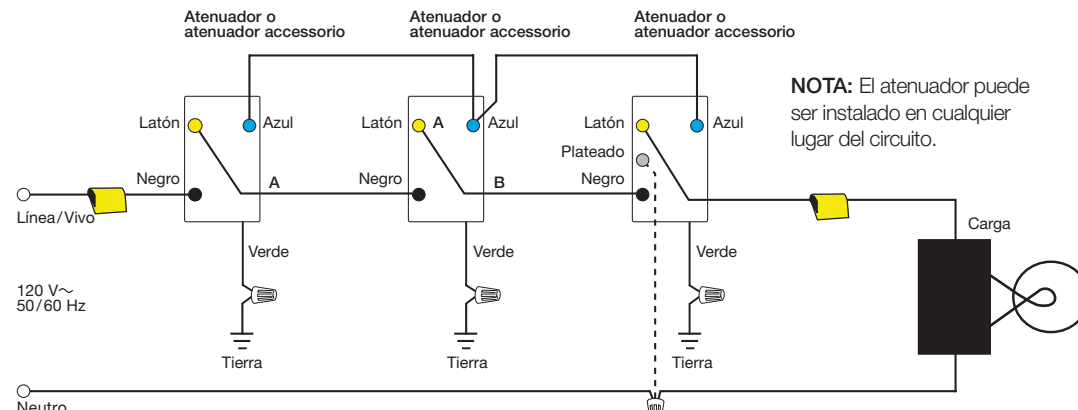 Atenuador o
atenuador accessorio
Atenuador o
atenuador accessorio
Atenuador o
atenuador accessorio
NOTA: El atenuador puede
ser instalado en cualquier
lugar del circuito.
Latón
Azul
Latón
A
Azul
Latón
Azul
Plateado
Negro
A
Negro
B
Negro
Línea/Vivo
Carga
Verde
Verde
Verde
120 V~
50/60 Hz
Tierra
Tierra
Tierra
Neutro